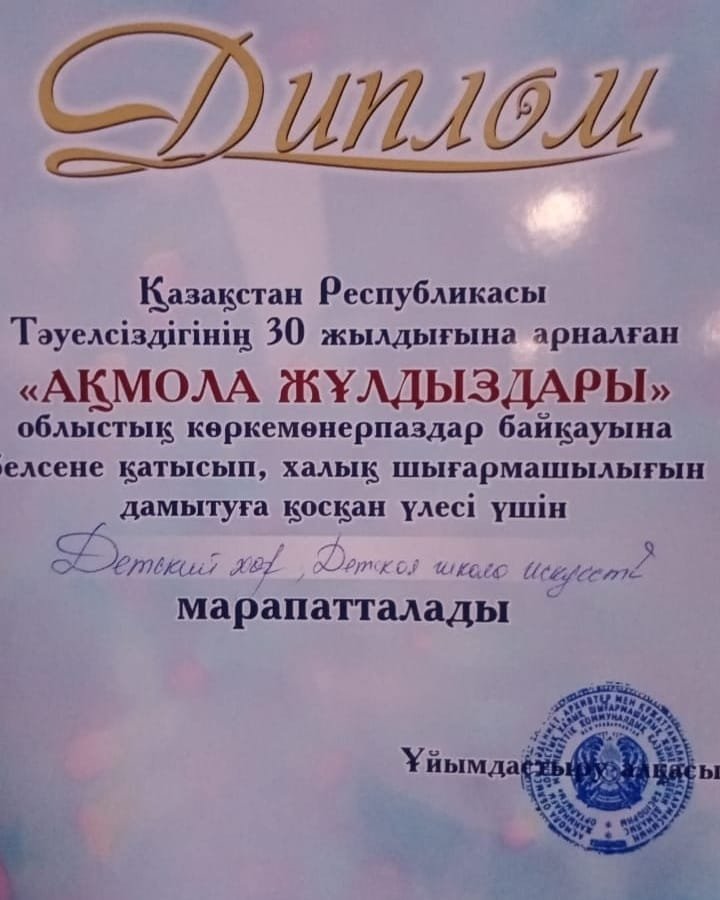 Диплом
Қазақстан Республикасы
Тәуелсіздігінің 30 жылдығына арналған
«АҚМОЛА ЖҰЛДЫЗДАРЫ»
облыстық көркемөнерпаздар байқауына
белсене қатысып, халық шығармашылығын
дамытуға қосқан үлесі үшін
Детский хор, Детская школа искусств
марапатталады
Ұйымдастыру алқасы